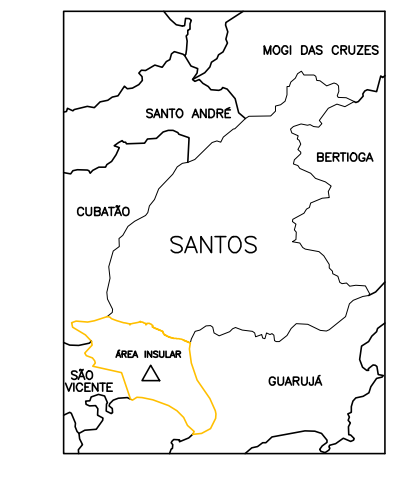 MOGI DAS CRUZES
SANTO ANDRÉ
BERTIOGA
CUBATÃO
SANTOS
ÁREA INSULAR
SÃO
VICENTE
GUARUJÁ